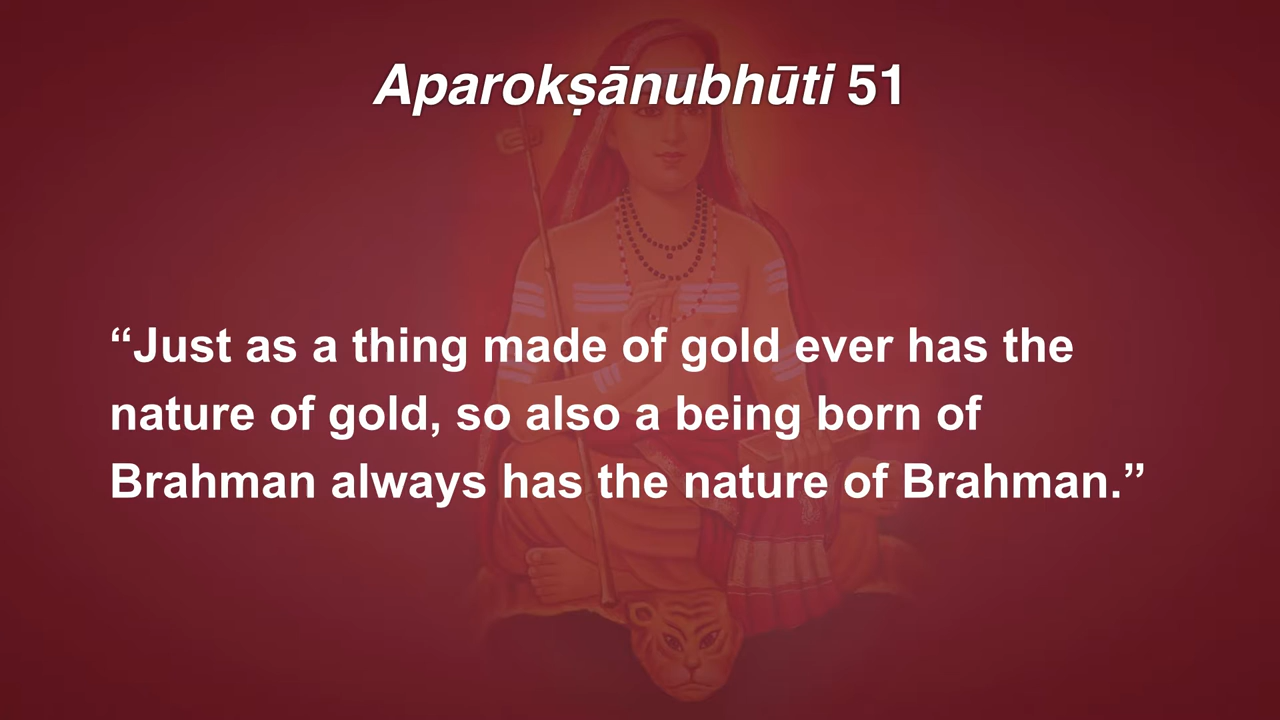 Aparokṣānubhūti 51
“Just as a thing made of gold ever has the
nature of gold, so also a being born of
Brahman always has the nature of Brahman.”